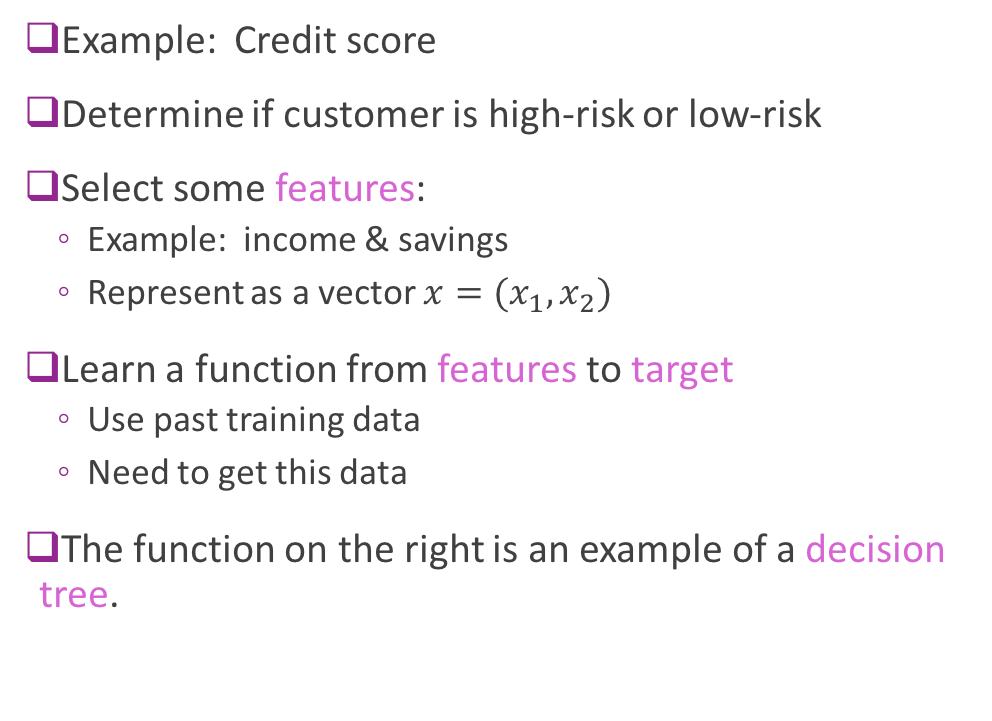 ❑Example: Credit score
❑Determine if customer is high-risk or low-risk
❑Select some features:
◦ Example: income & savings
◦ Represent as a vector 𝑥 = (𝑥₁, 𝑥₂)
❑Learn a function from features to target
◦ Use past training data
◦ Need to get this data
❑The function on the right is an example of a decision
tree.